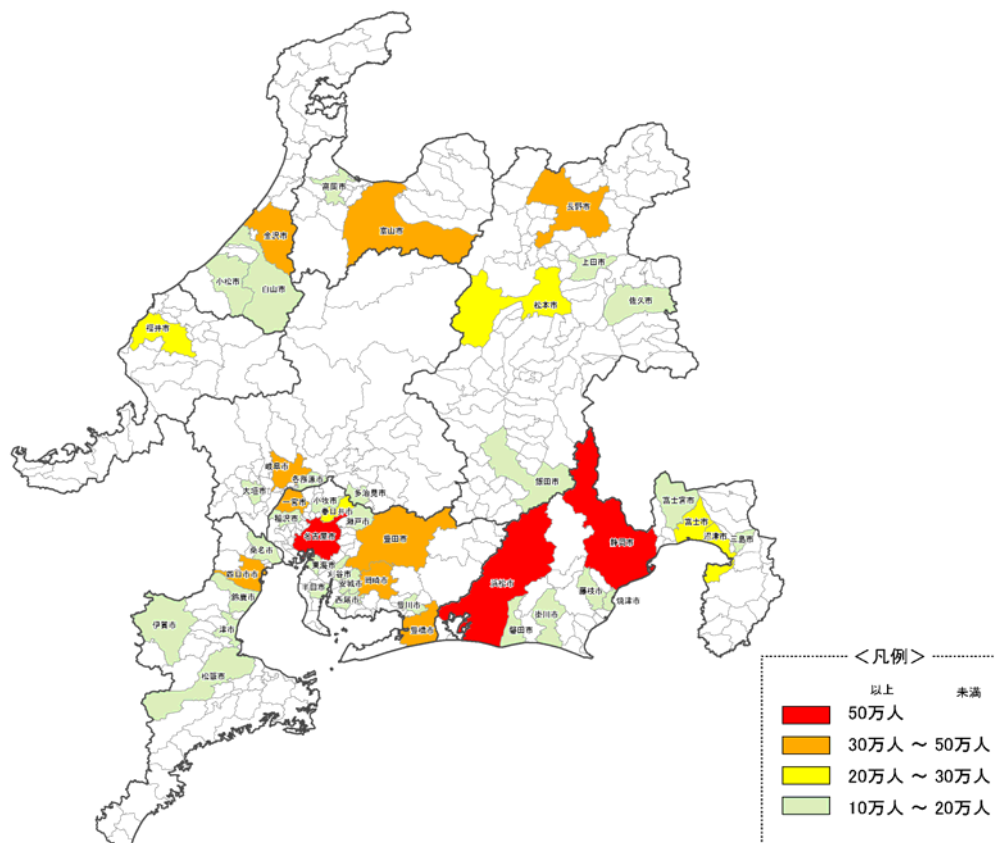 高岡市
富山市
長野市
金沢市
上田市
小松市
白山市
松本市
佐久市
福井市
岐阜市
各務原市
大垣市
多治見市
飯田市
一宮市
小牧市
春日井市
稲沢市
瀬戸市
名古屋市
富士宮市
富士市
沼津市
三島市
豊田市
静岡市
桑名市
東海市
刈谷市
岡崎市
四日市市
半田市
安城市
西尾市
浜松市
鈴鹿市
豊川市
藤枝市
焼津市
伊賀市
津市
豊橋市
磐田市
掛川市
松阪市
<凡例>
以上 未満
50万人
30万人 ～ 50万人
20万人 ～ 30万人
10万人 ～ 20万人